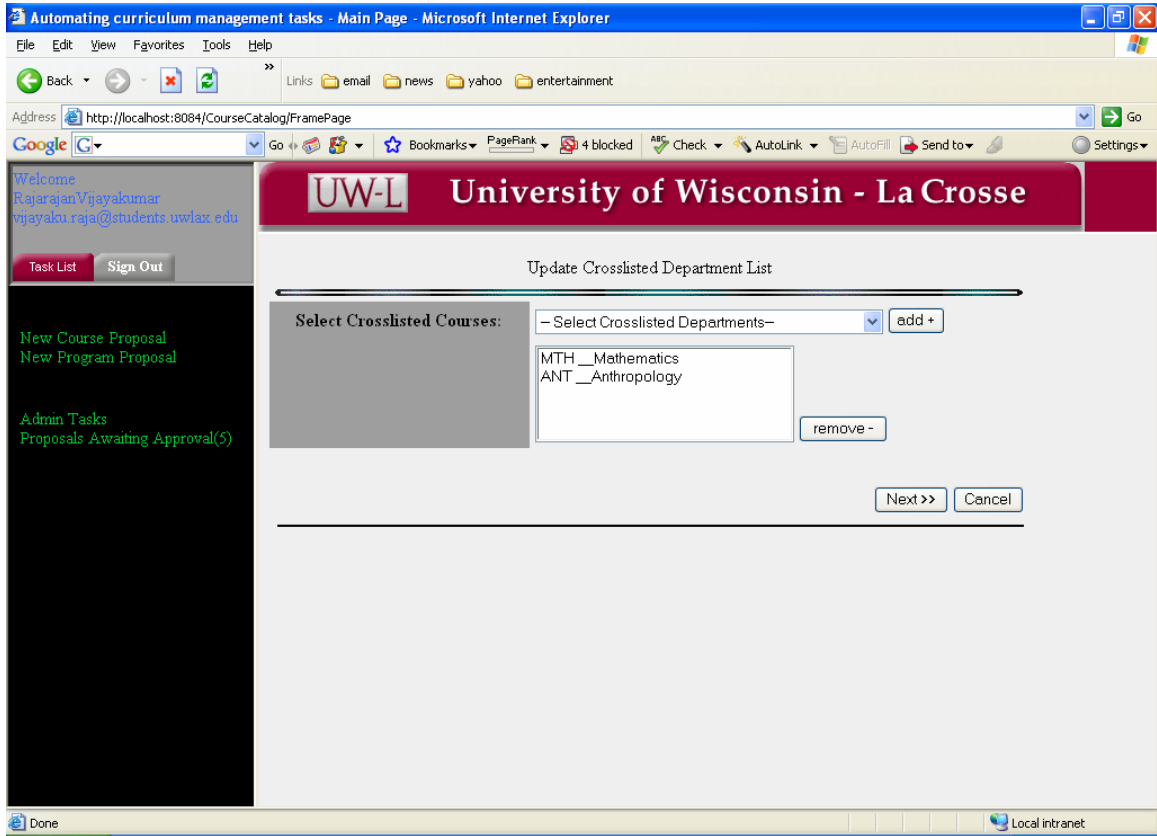 Automating curriculum management tasks - Main Page - Microsoft Internet Explorer
File Edit View Favorites Tools Help
Back » Links email news yahoo entertainment
Address http://localhost:8084/CourseCatalog/FramePage Go
Google G Go Bookmarks PageRank 4 blocked ABC Check AutoLink AutoFill Send to Settings
Welcome
RajarajanVijayakumar
vijayaku.raja@students.uwlax.edu
Task List Sign Out
New Course Proposal
New Program Proposal
Admin Tasks
Proposals Awaiting Approval(5)
UW-L University of Wisconsin - La Crosse
Update Crosslisted Department List
Select Crosslisted Courses: -- Select Crosslisted Departments-- add +
MTH __Mathematics
ANT __Anthropology
remove -
Next >> Cancel
Done Local intranet